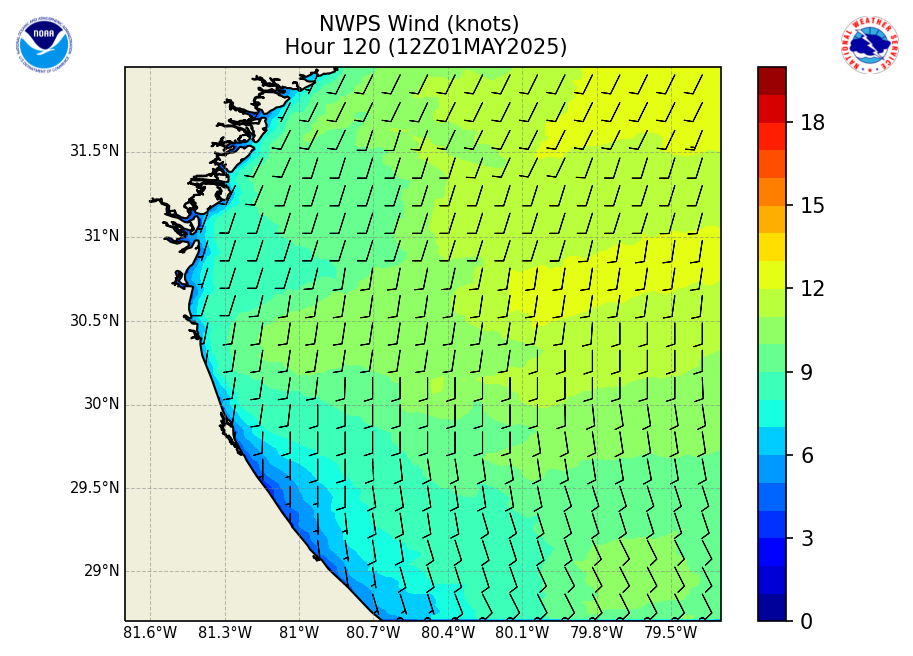 NWPS Wind (knots)
Hour 120 (12Z01MAY2025)
NOAA
NATIONAL WEATHER SERVICE
31.5°N
31°N
30.5°N
30°N
29.5°N
29°N
81.6°W 81.3°W 81°W 80.7°W 80.4°W 80.1°W 79.8°W 79.5°W
18
15
12
9
6
3
0